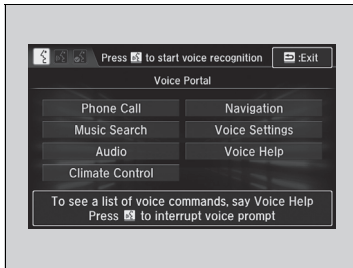 Press to start voice recognition :Exit
Voice Portal
Phone Call Navigation
Music Search Voice Settings
Audio Voice Help
Climate Control
To see a list of voice commands, say Voice Help
Press to interrupt voice prompt